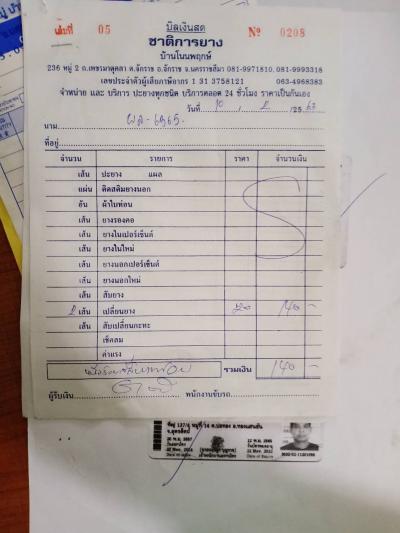 บิลเงินสด
เล่มที่ 05 № 0208
ชาติการยาง
บ้านโนนพฤกษ์
236 หมู่ 2 ถ.เพชรมาตุคลา ต.จักราช อ.จักราช จ.นครราชสีมา 081-9971810, 081-9993318
เลขประจำตัวผู้เสียภาษีอากร 1 31 3758121 063-4968383
จำหน่าย และ บริการ ปะยางทุกชนิด บริการตลอด 24 ชั่วโมง ราคาเป็นกันเอง
วันที่ 10 / 2 / 2563
นาม ผล-6965
ที่อยู่
จำนวน รายการ ราคา จำนวนเงิน
เส้น ปะยาง แผล
แผ่น ติดสติมยางนอก
อัน ผ้าใบท่อน
เส้น ยางรองคอ
เส้น ยางในเปอร์เซ็นต์
เส้น ยางในใหม่
เส้น ยางนอกเปอร์เซ็นต์
เส้น ยางนอกใหม่
เส้น สับยาง
2 เส้น เปลี่ยนยาง 70 140 -
เส้น สับเปลี่ยนกะทะ
เช็คลม
ค่าแรง
รวมเงิน 140 -
ผู้รับเงิน พนักงานขับรถ